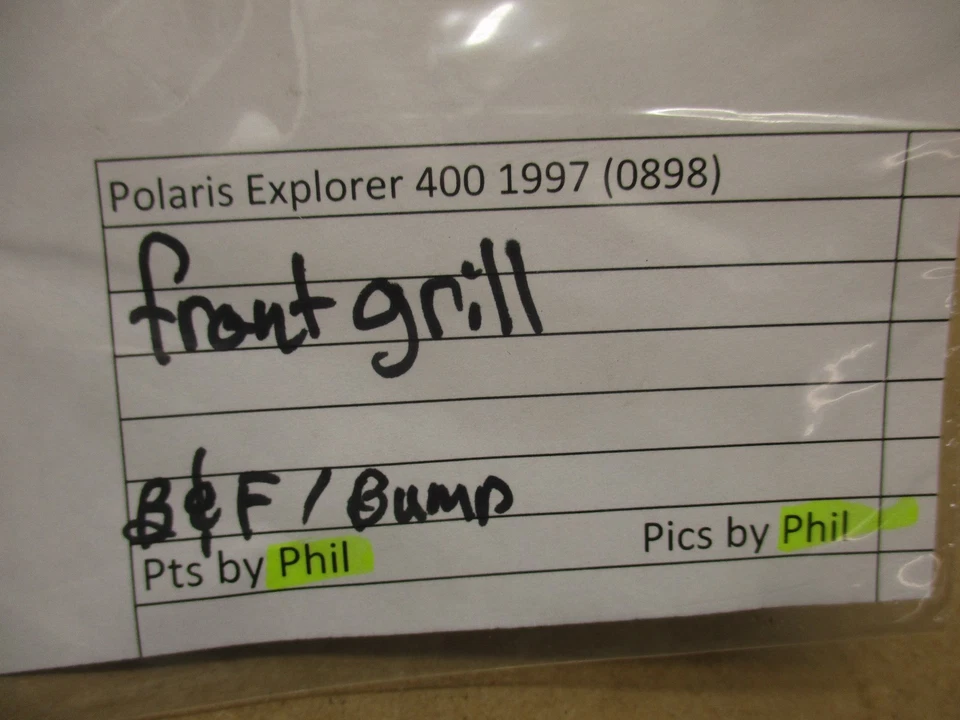 Polaris Explorer 400 1997 (0898)
front grill
B&F / Bump
Pts by Phil Pics by Phil